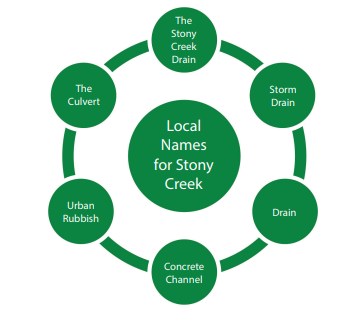 The
Stony
Creek
Drain
Storm
Drain
Drain
Concrete
Channel
Urban
Rubbish
The
Culvert
Local
Names
for Stony
Creek